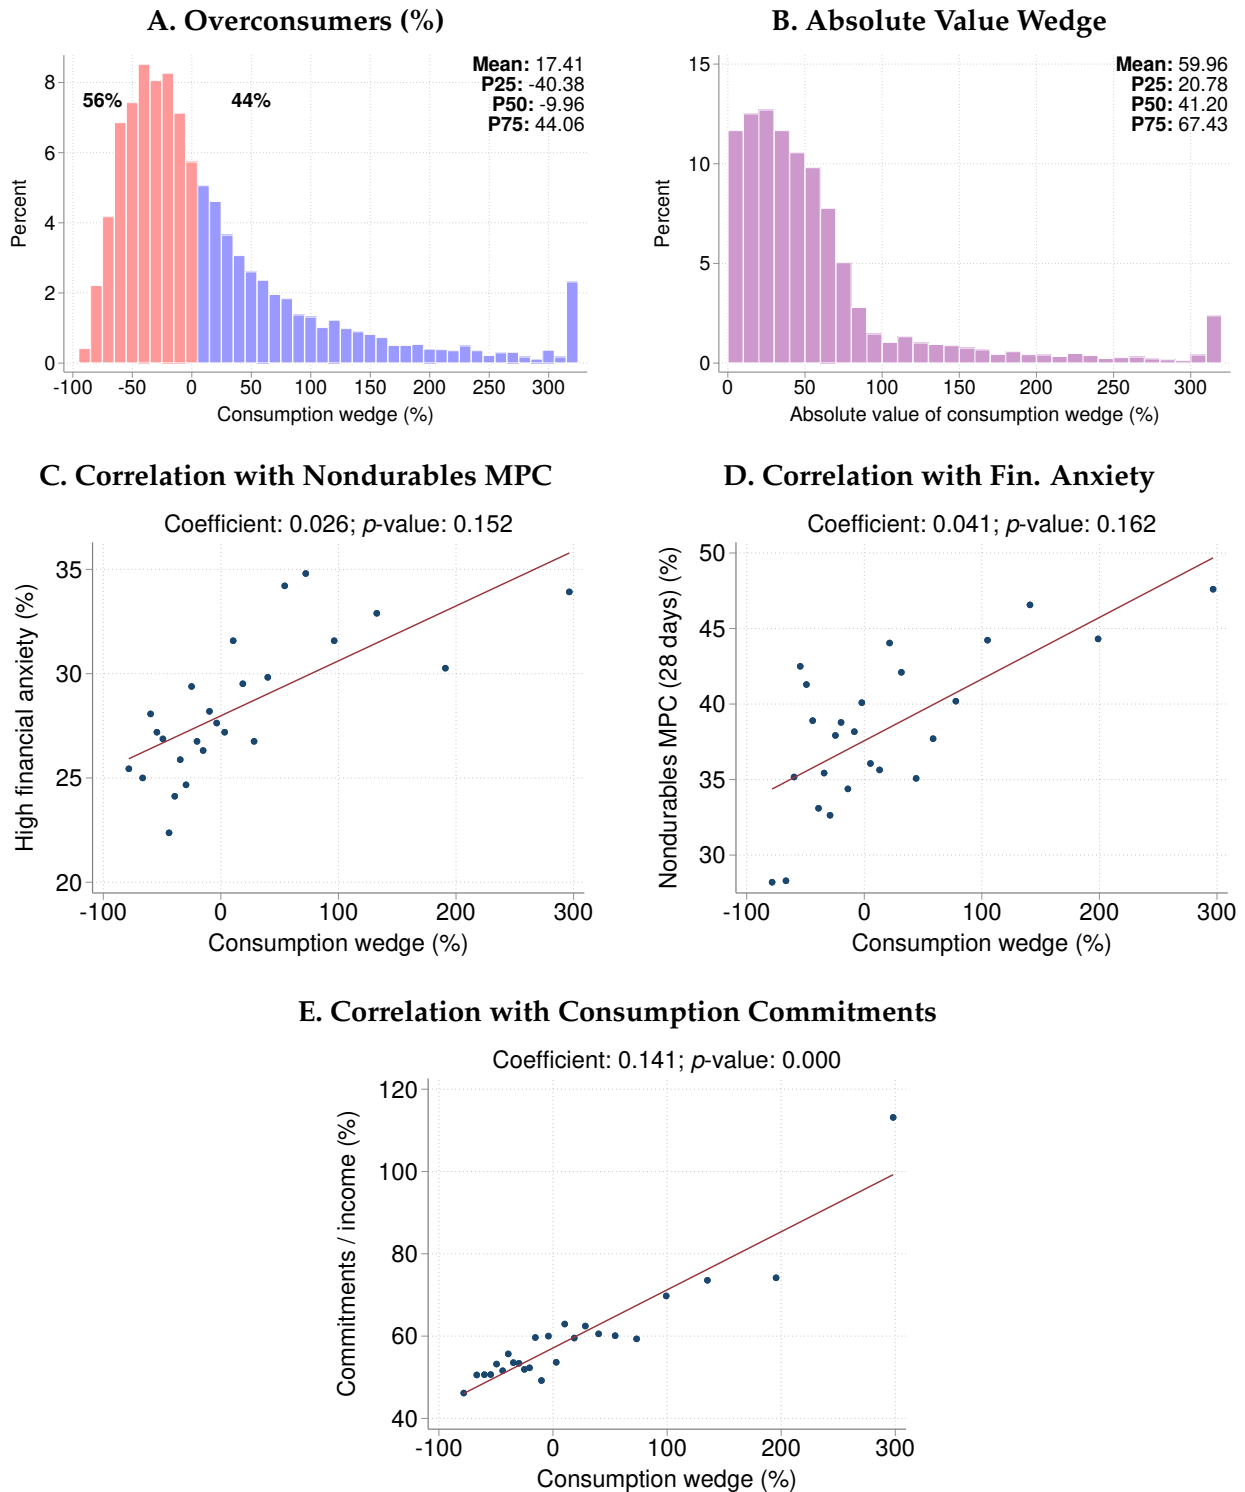 A. Overconsumers (%)
Mean: 17.41
P25: -40.38
P50: -9.96
P75: 44.06
56%
44%
8
6
4
2
0
Percent
-100
-50
0
50
100
150
200
250
300
Consumption wedge (%)
B. Absolute Value Wedge
Mean: 59.96
P25: 20.78
P50: 41.20
P75: 67.43
15
10
5
0
Percent
0
50
100
150
200
250
300
Absolute value of consumption wedge (%)
C. Correlation with Nondurables MPC
Coefficient: 0.026; p-value: 0.152
35
30
25
20
High financial anxiety (%)
-100
0
100
200
300
Consumption wedge (%)
D. Correlation with Fin. Anxiety
Coefficient: 0.041; p-value: 0.162
50
45
40
35
30
Nondurables MPC (28 days) (%)
-100
0
100
200
300
Consumption wedge (%)
E. Correlation with Consumption Commitments
Coefficient: 0.141; p-value: 0.000
120
100
80
60
40
Commitments / income (%)
-100
0
100
200
300
Consumption wedge (%)